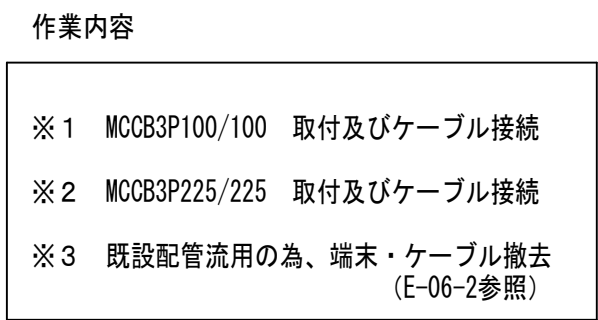 作業内容
※１　MCCB3P100/100　取付及びケーブル接続
※２　MCCB3P225/225　取付及びケーブル接続
※３　既設配管流用の為、端末・ケーブル撤去
(E-06-2参照)